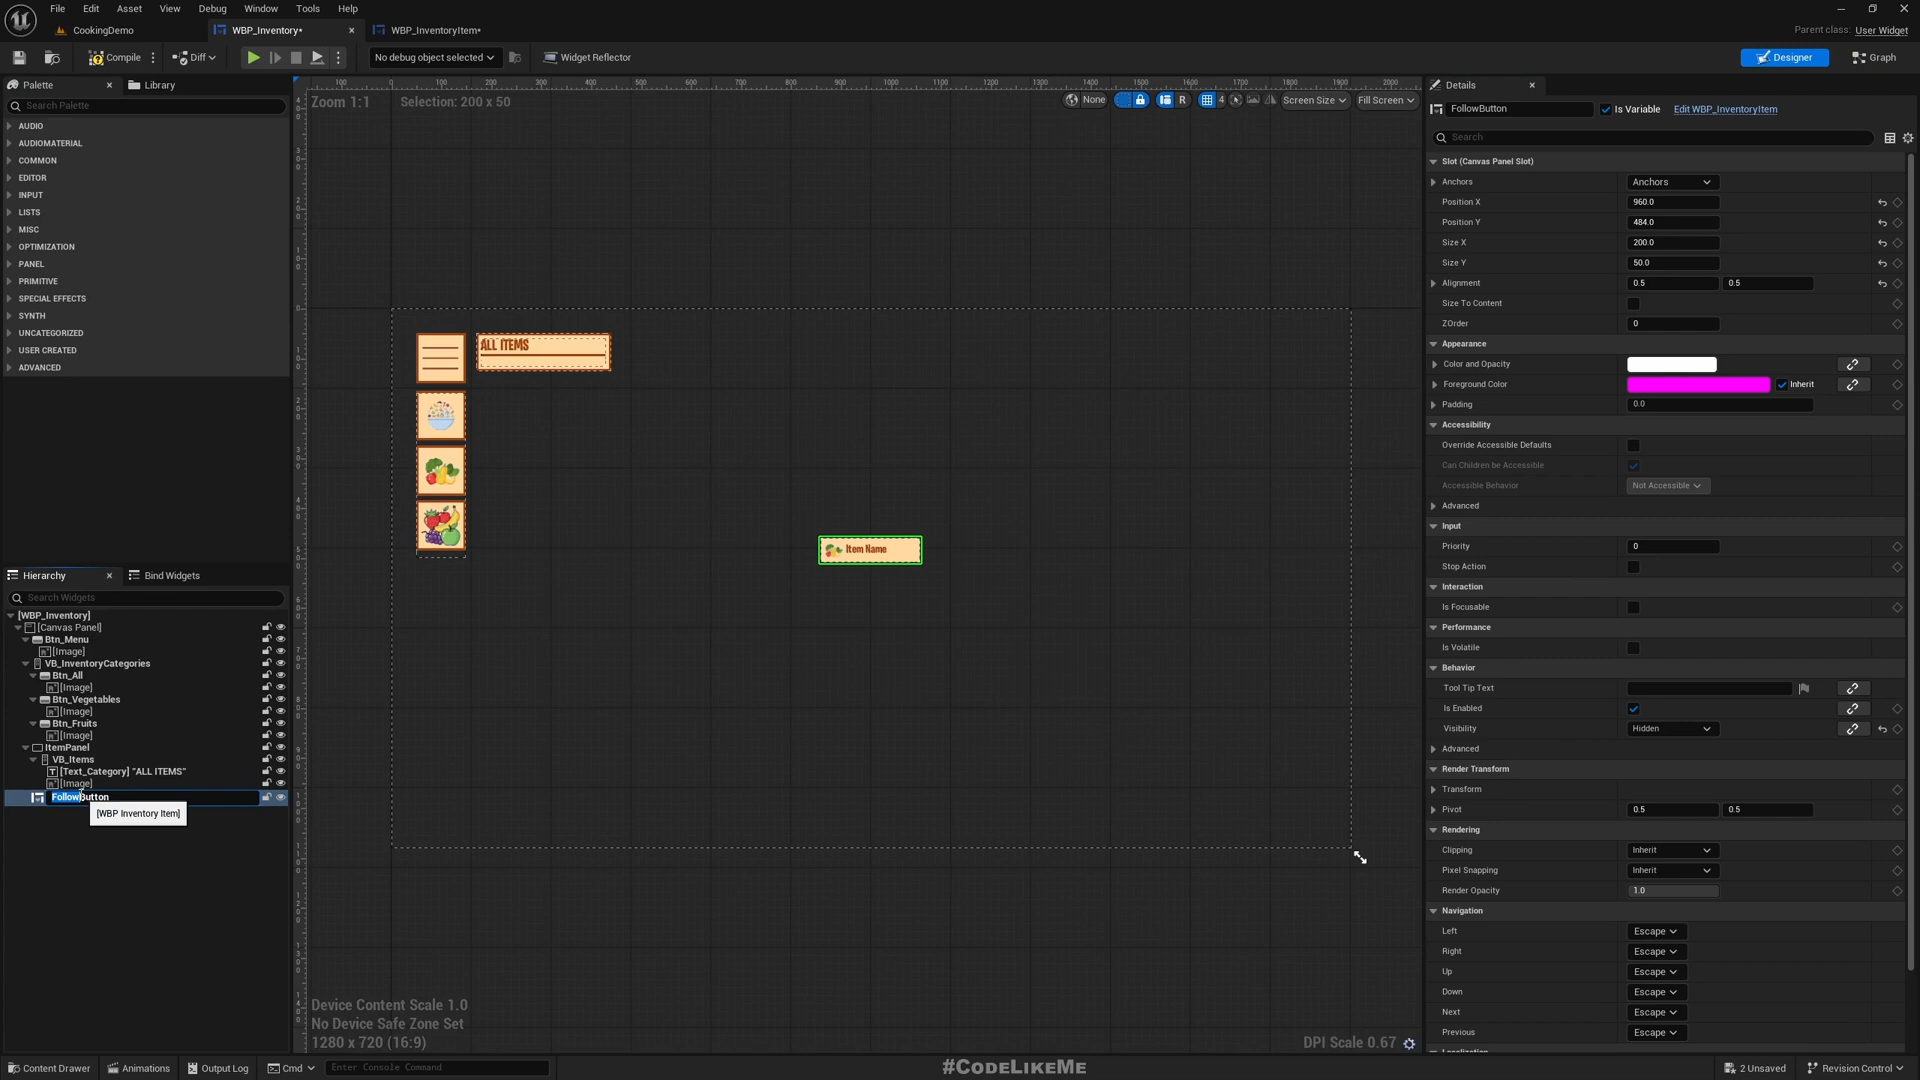 File Edit Asset View Debug Window Tools Help
CookingDemo
WBP_Inventory*
WBP_InventoryItem*
Parent class: User Widget
Compile
Diff
No debug object selected
Widget Reflector
Designer
Graph
Palette
Library
Search Palette
AUDIO
AUDIOMATERIAL
COMMON
EDITOR
INPUT
LISTS
MISC
OPTIMIZATION
PANEL
PRIMITIVE
SPECIAL EFFECTS
SYNTH
UNCATEGORIZED
USER CREATED
ADVANCED
Hierarchy
Bind Widgets
Search Widgets
[WBP_Inventory]
[Canvas Panel]
Btn_Menu
[Image]
VB_InventoryCategories
Btn_All
[Image]
Btn_Vegetables
[Image]
Btn_Fruits
[Image]
ItemPanel
VB_Items
[Text_Category] "ALL ITEMS"
[Image]
FollowButton
[WBP Inventory Item]
Zoom 1:1
Selection: 200 x 50
None
R
4
Screen Size
Fill Screen
ALL ITEMS
Item Name
Device Content Scale 1.0
No Device Safe Zone Set
1280 x 720 (16:9)
DPI Scale 0.67
Details
FollowButton
Is Variable
Edit WBP_InventoryItem
Search
Slot (Canvas Panel Slot)
Anchors Anchors
Position X 960.0
Position Y 484.0
Size X 200.0
Size Y 50.0
Alignment 0.5 0.5
Size To Content
ZOrder 0
Appearance
Color and Opacity
Foreground Color Inherit
Padding 0.0
Accessibility
Override Accessible Defaults
Can Children be Accessible
Accessible Behavior Not Accessible
Advanced
Input
Priority 0
Stop Action
Interaction
Is Focusable
Performance
Is Volatile
Behavior
Tool Tip Text
Is Enabled
Visibility Hidden
Advanced
Render Transform
Transform
Pivot 0.5 0.5
Rendering
Clipping Inherit
Pixel Snapping Inherit
Render Opacity 1.0
Navigation
Left Escape
Right Escape
Up Escape
Down Escape
Next Escape
Previous Escape
Content Drawer
Animations
Output Log
Cmd
Enter Console Command
#CODELIKEME
2 Unsaved
Revision Control